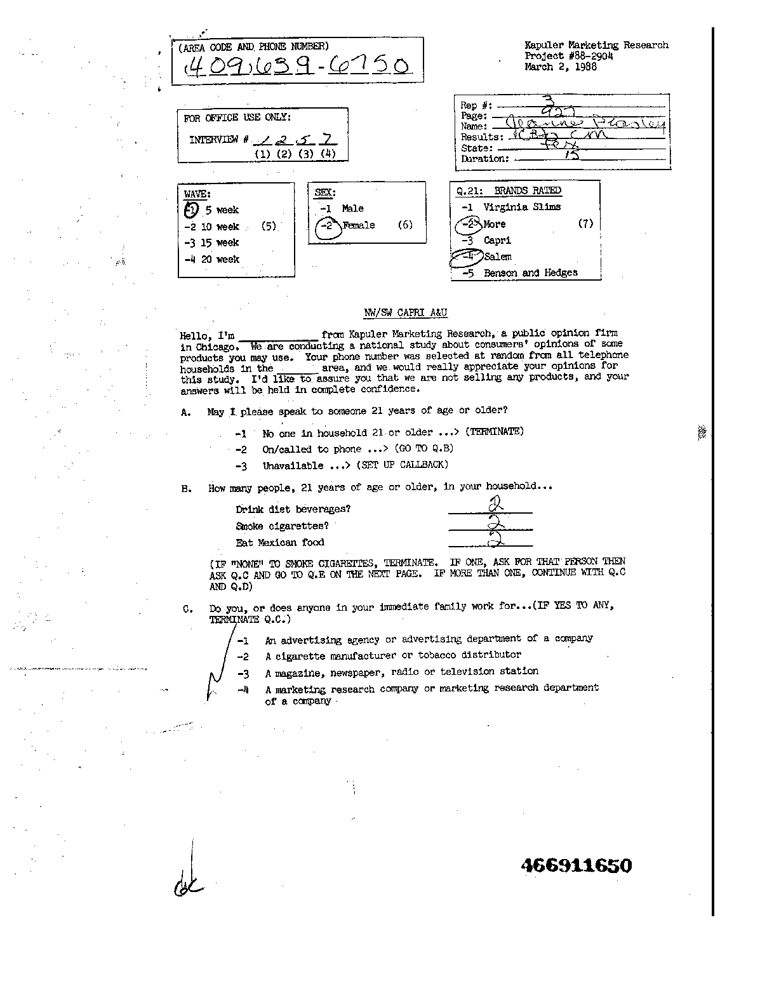 (AREA CODE AND PHONE NUMBER)
(409)639-6750
Kapuler Marketing Research
Project #88-2904
March 2, 1988
FOR OFFICE USE ONLY:
INTERVIEW # 1 2 5 7
(1) (2) (3) (4)
Rep #: 3
Page: 927
Name: Jeannie
Results: CM
State: Tex
Duration: 15
WAVE:
-1 5 week
-2 10 week (5)
-3 15 week
-4 20 week
SEX:
-1 Male
-2 Female (6)
Q.21: BRANDS RATED
-1 Virginia Slims
-2 More (7)
-3 Capri
-4 Salem
-5 Benson and Hedges
NW/SW CAPRI A&U
Hello, I'm ____________ from Kapuler Marketing Research, a public opinion firm
in Chicago. We are conducting a national study about consumers' opinions of some
products you may use. Your phone number was selected at random from all telephone
households in the ______ area, and we would really appreciate your opinions for
this study. I'd like to assure you that we are not selling any products, and your
answers will be held in complete confidence.
A. May I please speak to someone 21 years of age or older?
-1 No one in household 21 or older ...> (TERMINATE)
-2 On/called to phone ...> (GO TO Q.B)
-3 Unavailable ...> (SET UP CALLBACK)
B. How many people, 21 years of age or older, in your household...
Drink diet beverages? 2
Smoke cigarettes? 2
Eat Mexican food 2
(IF "NONE" TO SMOKE CIGARETTES, TERMINATE. IF ONE, ASK FOR THAT PERSON THEN
ASK Q.C AND GO TO Q.E ON THE NEXT PAGE. IF MORE THAN ONE, CONTINUE WITH Q.C
AND Q.D)
C. Do you, or does anyone in your immediate family work for...(IF YES TO ANY,
TERMINATE Q.C.)
-1 An advertising agency or advertising department of a company
-2 A cigarette manufacturer or tobacco distributor
-3 A magazine, newspaper, radio or television station
-4 A marketing research company or marketing research department
of a company
466911650